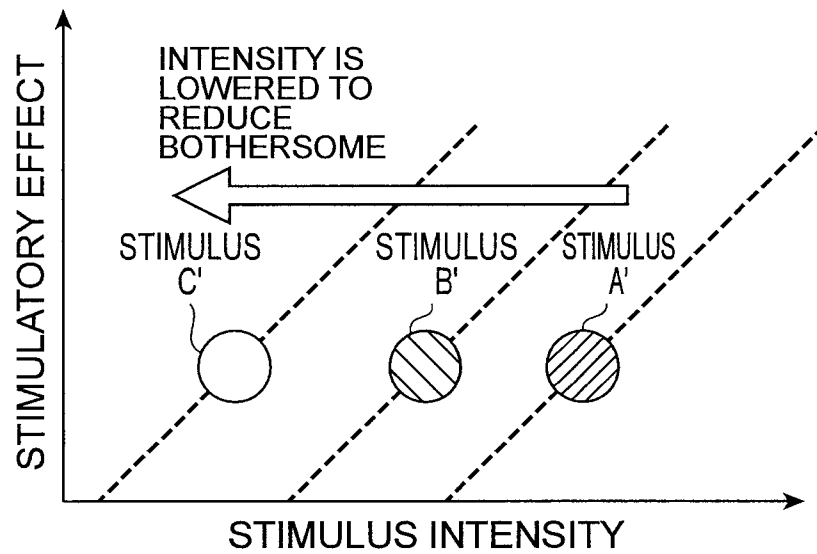 STIMULATORY EFFECT
INTENSITY IS
LOWERED TO
REDUCE
BOTHERSOME
STIMULUS
C'
STIMULUS
B'
STIMULUS
A'
STIMULUS INTENSITY